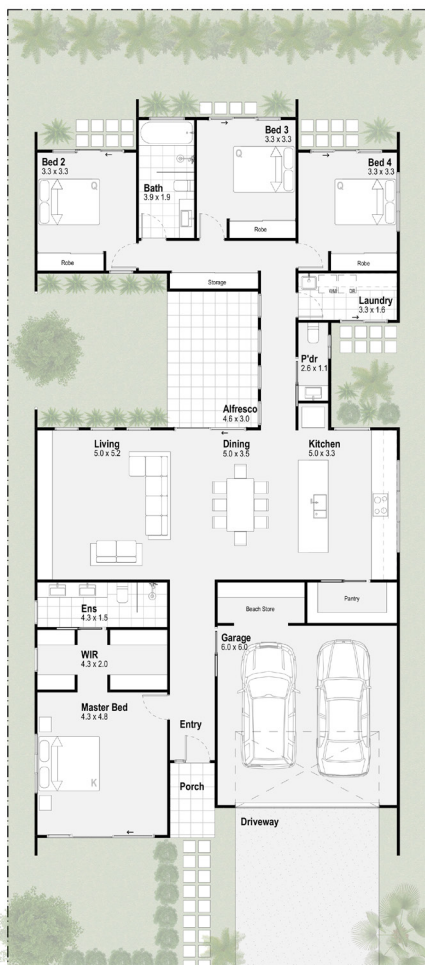 Bed 3
3.3 x 3.3
Bed 2
3.3 x 3.3
Bed 4
3.3 x 3.3
Bath
3.9 x 1.9
Robe
Robe
Robe
Storage
WM
Laundry
3.3 x 1.6
P'dr
2.6 x 1.1
Alfresco
4.6 x 3.0
Living
5.0 x 5.2
Dining
5.0 x 3.5
Kitchen
5.0 x 3.3
Ens
4.3 x 1.5
Beach Store
Pantry
WIR
4.3 x 2.0
Garage
6.0 x 6.0
Master Bed
4.3 x 4.8
Entry
K
Porch
Driveway